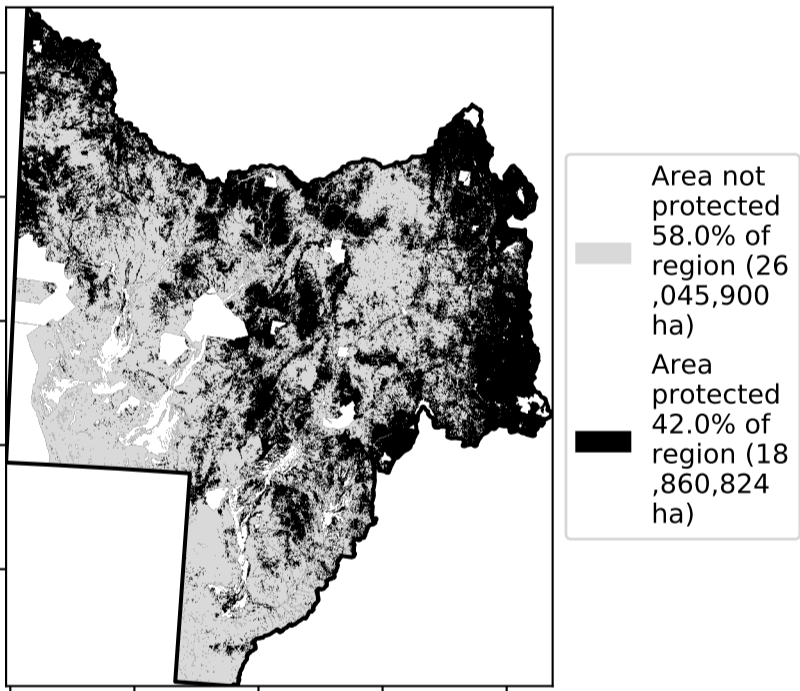 Area not
protected
58.0% of
region (26
,045,900
ha)
Area
protected
42.0% of
region (18
,860,824
ha)